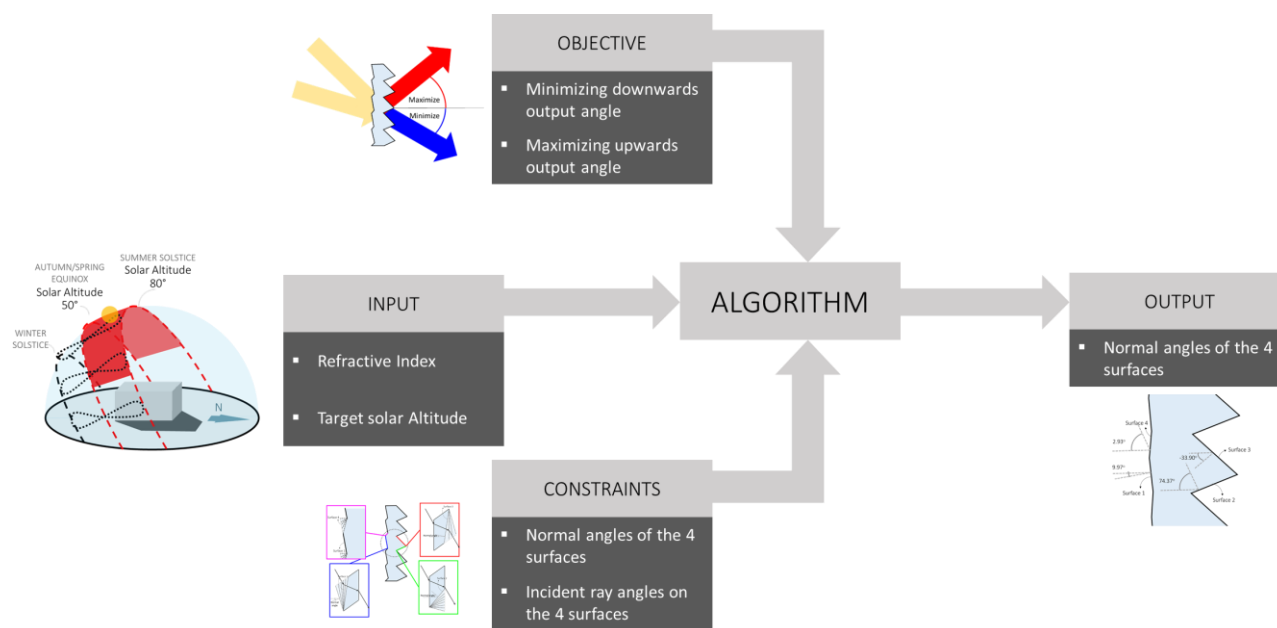 OBJECTIVE
▪ Minimizing downwards
output angle
▪ Maximizing upwards
output angle
Maximize
Minimize
SUMMER SOLSTICE
Solar Altitude
80°
AUTUMN/SPRING
EQUINOX
Solar Altitude
50°
WINTER
SOLSTICE
N
INPUT
▪ Refractive Index
▪ Target solar Altitude
ALGORITHM
OUTPUT
▪ Normal angles of the 4
surfaces
Surface 4
2.93°
9.97°
Surface 1
-33.90°
Surface 3
74.37°
Surface 2
CONSTRAINTS
▪ Normal angles of the 4
surfaces
▪ Incident ray angles on
the 4 surfaces